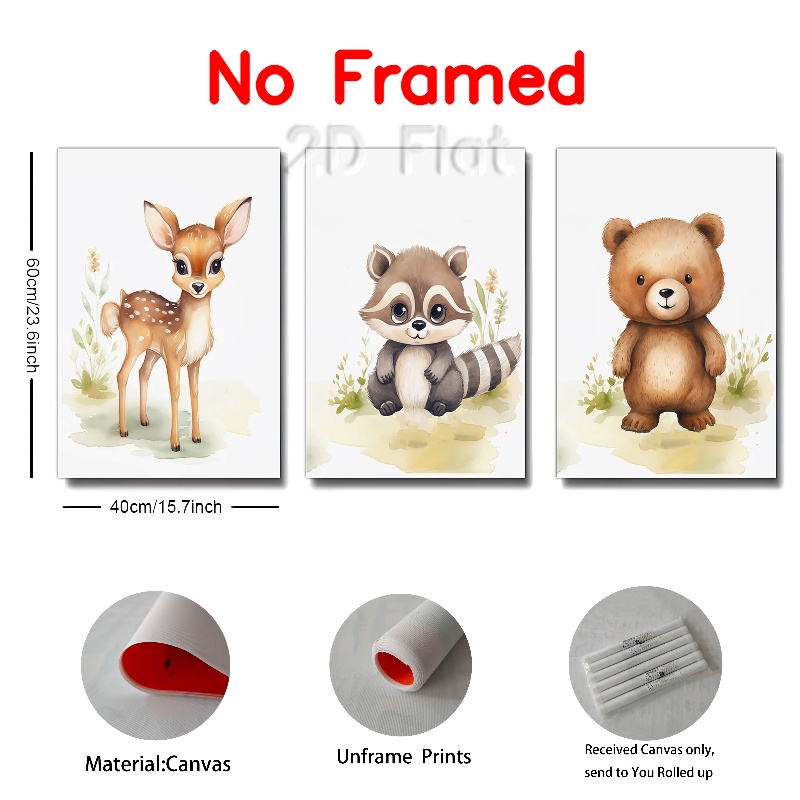 No Framed
2D Flat
60cm/23.6inch
40cm/15.7inch
Material:Canvas
Unframe Prints
Received Canvas only,
send to You Rolled up